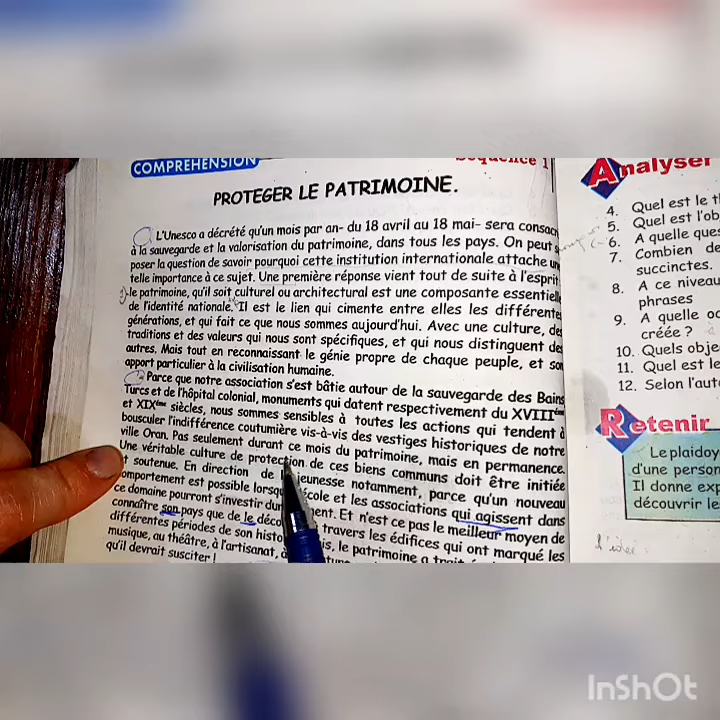 COMPREHENSION
Séquence 1
PROTEGER LE PATRIMOINE.
L'Unesco a décrété qu'un mois par an- du 18 avril au 18 mai- sera consacr
à la sauvegarde et la valorisation du patrimoine, dans tous les pays. On peut s
poser la question de savoir pourquoi cette institution internationale attache un
telle importance à ce sujet. Une première réponse vient tout de suite à l'esprit
le patrimoine, qu'il soit culturel ou architectural est une composante essentielle
de l'identité nationale. Il est le lien qui cimente entre elles les différente
générations, et qui fait ce que nous sommes aujourd'hui. Avec une culture, des
traditions et des valeurs qui nous sont spécifiques, et qui nous distinguent des
autres. Mais tout en reconnaissant le génie propre de chaque peuple, et son
apport particulier à la civilisation humaine.
Parce que notre association s'est bâtie autour de la sauvegarde des Bains
Turcs et de l'hôpital colonial, monuments qui datent respectivement du XVIIIème
et XIXème siècles, nous sommes sensibles à toutes les actions qui tendent à
bousculer l'indifférence coutumière vis-à-vis des vestiges historiques de notre
ville Oran. Pas seulement durant ce mois du patrimoine, mais en permanence.
Une véritable culture de protection de ces biens communs doit être initiée
t soutenue. En direction de jeunesse notamment, parce qu'un nouveau
omportement est possible lorsqu école et les associations qui agissent dans
ce domaine pourront s'investir dur ent. Et n'est ce pas le meilleur moyen de
connaître son pays que de le déco travers les édifices qui ont marqué les
différentes périodes de son histo is, le patrimoine a trait
musique, au théâtre, à l'artisanat, à
qu'il devrait susciter !
Analyser
4. Quel est le t
5. Quel est l'ob
6. A quelle ques
7. Combien de
succinctes.
8. A ce niveau
phrases
9. A quelle oc
créée ?
10. Quels obje
11. Quel est le
12. Selon l'aut
Retenir
Le plaidoy
d'une person
Il donne exp
découvrir le
InShOt